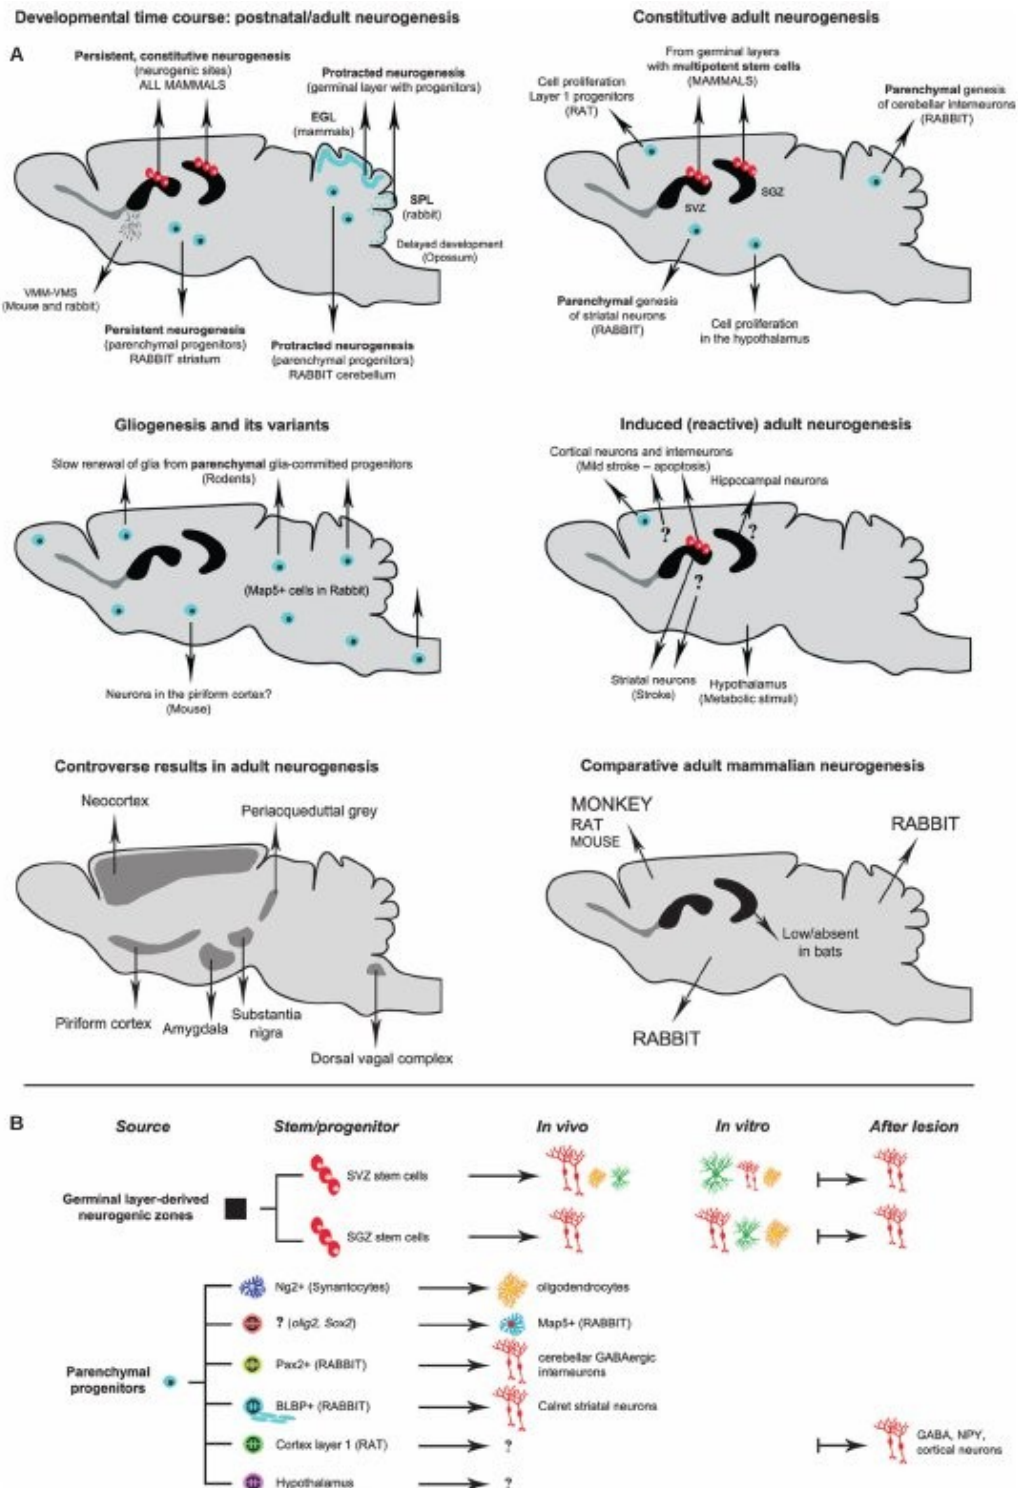 Developmental time course: postnatal/adult neurogenesis
Constitutive adult neurogenesis
A
Persistent, constitutive neurogenesis
(neurogenic sites)
ALL MAMMALS
Protracted neurogenesis
(germinal layer with progenitors)
EGL
(mammals)
SPL
(rabbit)
Delayed development
(Opossum)
VMM-VMS
(Mouse and rabbit)
Persistent neurogenesis
(parenchymal progenitors)
RABBIT striatum
Protracted neurogenesis
(parenchymal progenitors)
RABBIT cerebellum
From germinal layers
with multipotent stem cells
(MAMMALS)
Cell proliferation
Layer 1 progenitors
(RAT)
Parenchymal genesis
of cerebellar interneurons
(RABBIT)
SVZ
SGZ
Parenchymal genesis
of striatal neurons
(RABBIT)
Cell proliferation
in the hypothalamus
Gliogenesis and its variants
Slow renewal of glia from parenchymal glia-committed progenitors
(Rodents)
(Map5+ cells in Rabbit)
Neurons in the piriform cortex?
(Mouse)
Induced (reactive) adult neurogenesis
Cortical neurons and interneurons
(Mild stroke – apoptosis)
Hippocampal neurons
?
?
?
Striatal neurons
(Stroke)
Hypothalamus
(Metabolic stimuli)
Controverse results in adult neurogenesis
Neocortex
Periacqueduttal grey
Piriform cortex
Amygdala
Substantia
nigra
Dorsal vagal complex
Comparative adult mammalian neurogenesis
MONKEY
RAT
MOUSE
RABBIT
Low/absent
in bats
RABBIT
B
Source
Stem/progenitor
In vivo
In vitro
After lesion
Germinal layer-derived
neurogenic zones
SVZ stem cells
SGZ stem cells
Parenchymal
progenitors
Ng2+ (Synantocytes)
oligodendrocytes
? (olig2, Sox2)
Map5+ (RABBIT)
Pax2+ (RABBIT)
cerebellar GABAergic
interneurons
BLBP+ (RABBIT)
Calret striatal neurons
Cortex layer 1 (RAT)
?
GABA, NPY,
cortical neurons
Hypothalamus
?